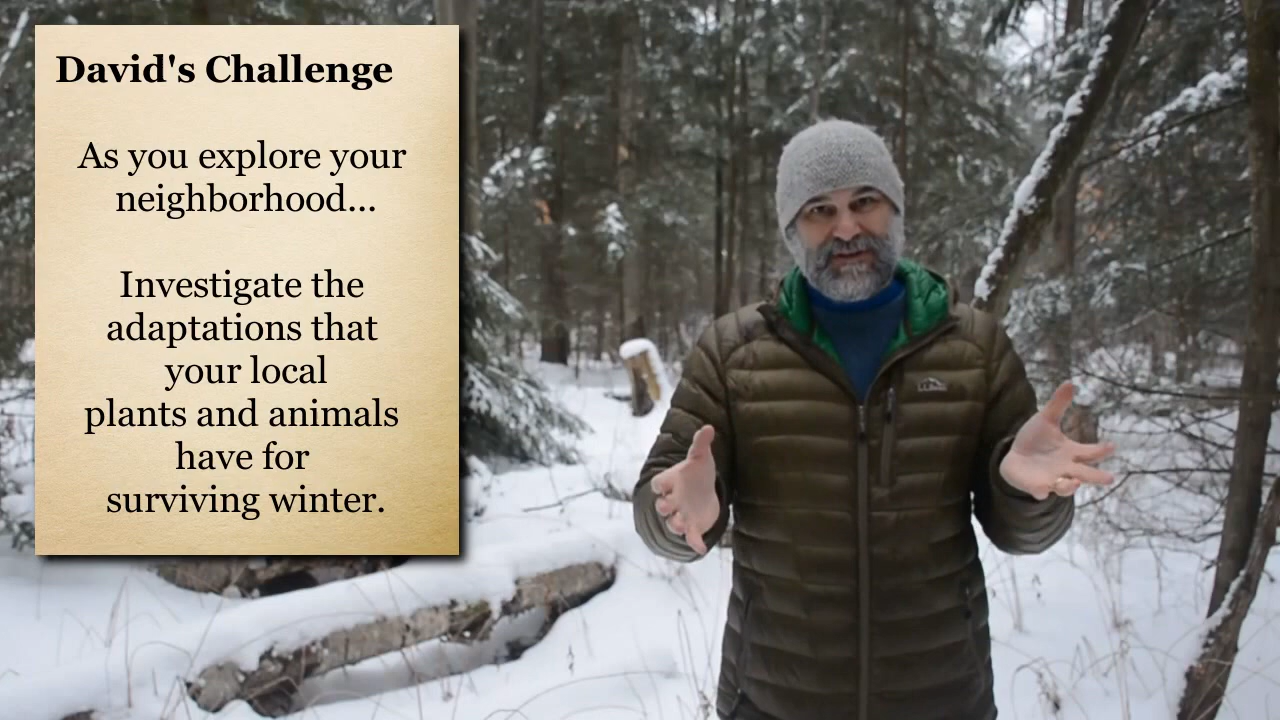 David's Challenge
As you explore your
neighborhood...
Investigate the
adaptations that
your local
plants and animals
have for
surviving winter.